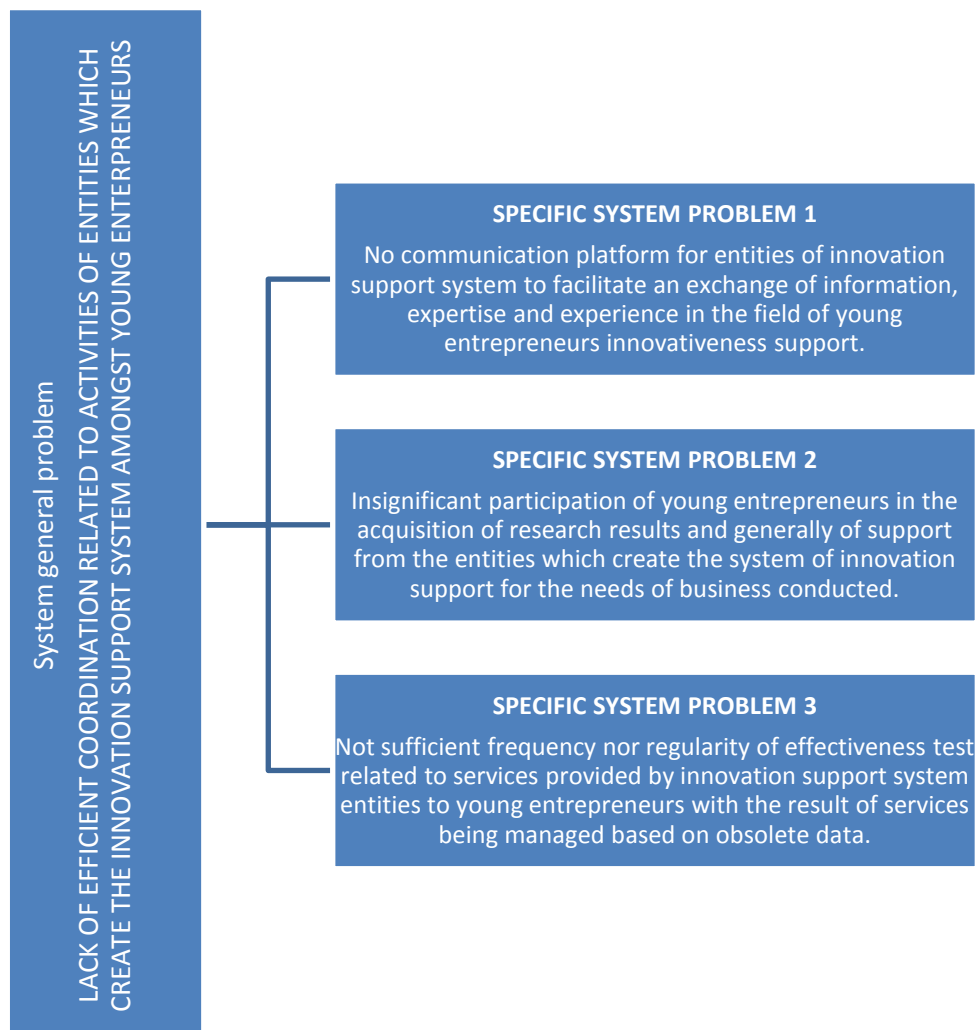 System general problem
LACK OF EFFICIENT COORDINATION RELATED TO ACTIVITIES OF ENTITIES WHICH
CREATE THE INNOVATION SUPPORT SYSTEM AMONGST YOUNG ENTERPRENEURS
SPECIFIC SYSTEM PROBLEM 1
No communication platform for entities of innovation
support system to facilitate an exchange of information,
expertise and experience in the field of young
entrepreneurs innovativeness support.
SPECIFIC SYSTEM PROBLEM 2
Insignificant participation of young entrepreneurs in the
acquisition of research results and generally of support
from the entities which create the system of innovation
support for the needs of business conducted.
SPECIFIC SYSTEM PROBLEM 3
Not sufficient frequency nor regularity of effectiveness test
related to services provided by innovation support system
entities to young entrepreneurs with the result of services
being managed based on obsolete data.